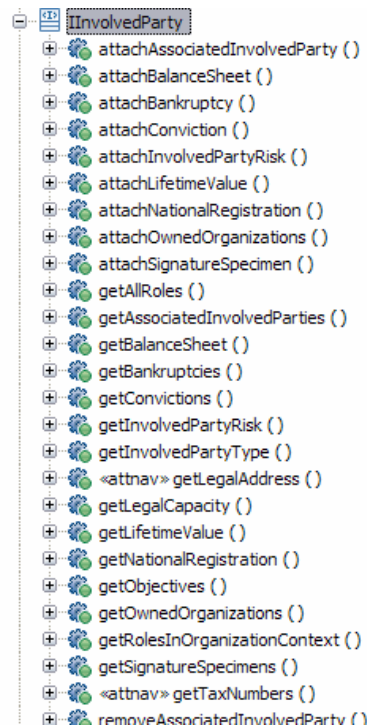 IInvolvedParty
attachAssociatedInvolvedParty ( )
attachBalanceSheet ( )
attachBankruptcy ( )
attachConviction ( )
attachInvolvedPartyRisk ( )
attachLifetimeValue ( )
attachNationalRegistration ( )
attachOwnedOrganizations ( )
attachSignatureSpecimen ( )
getAllRoles ( )
getAssociatedInvolvedParties ( )
getBalanceSheet ( )
getBankruptcies ( )
getConvictions ( )
getInvolvedPartyRisk ( )
getInvolvedPartyType ( )
«attnav» getLegalAddress ( )
getLegalCapacity ( )
getLifetimeValue ( )
getNationalRegistration ( )
getObjectives ( )
getOwnedOrganizations ( )
getRolesInOrganizationContext ( )
getSignatureSpecimens ( )
«attnav» getTaxNumbers ( )
removeAssociatedInvolvedParty ( )